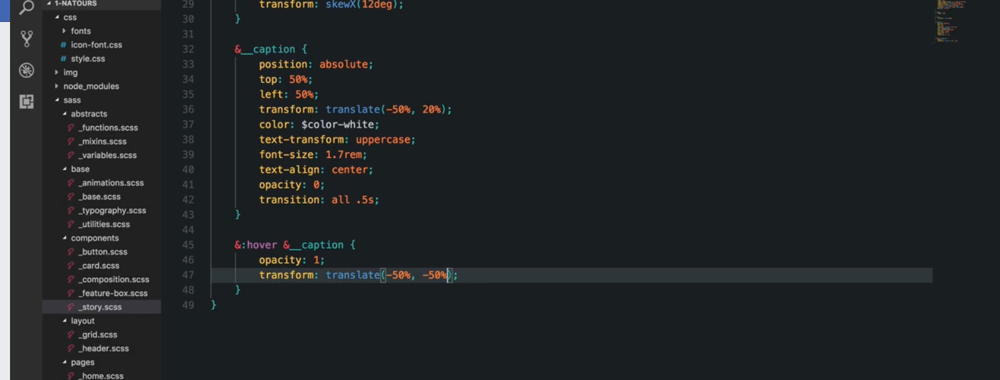 1-NATOURS
css
fonts
# icon-font.css
# style.css
img
node_modules
sass
abstracts
_functions.scss
_mixins.scss
_variables.scss
base
_animations.scss
_base.scss
_typography.scss
_utilities.scss
components
_button.scss
_card.scss
_composition.scss
_feature-box.scss
_story.scss
layout
_grid.scss
_header.scss
pages
_home.scss
29 transform: skewX(12deg);
30 }
31
32 &__caption {
33 position: absolute;
34 top: 50%;
35 left: 50%;
36 transform: translate(-50%, 20%);
37 color: $color-white;
38 text-transform: uppercase;
39 font-size: 1.7rem;
40 text-align: center;
41 opacity: 0;
42 transition: all .5s;
43 }
44
45 &:hover &__caption {
46 opacity: 1;
47 transform: translate(-50%, -50%);
48 }
49 }